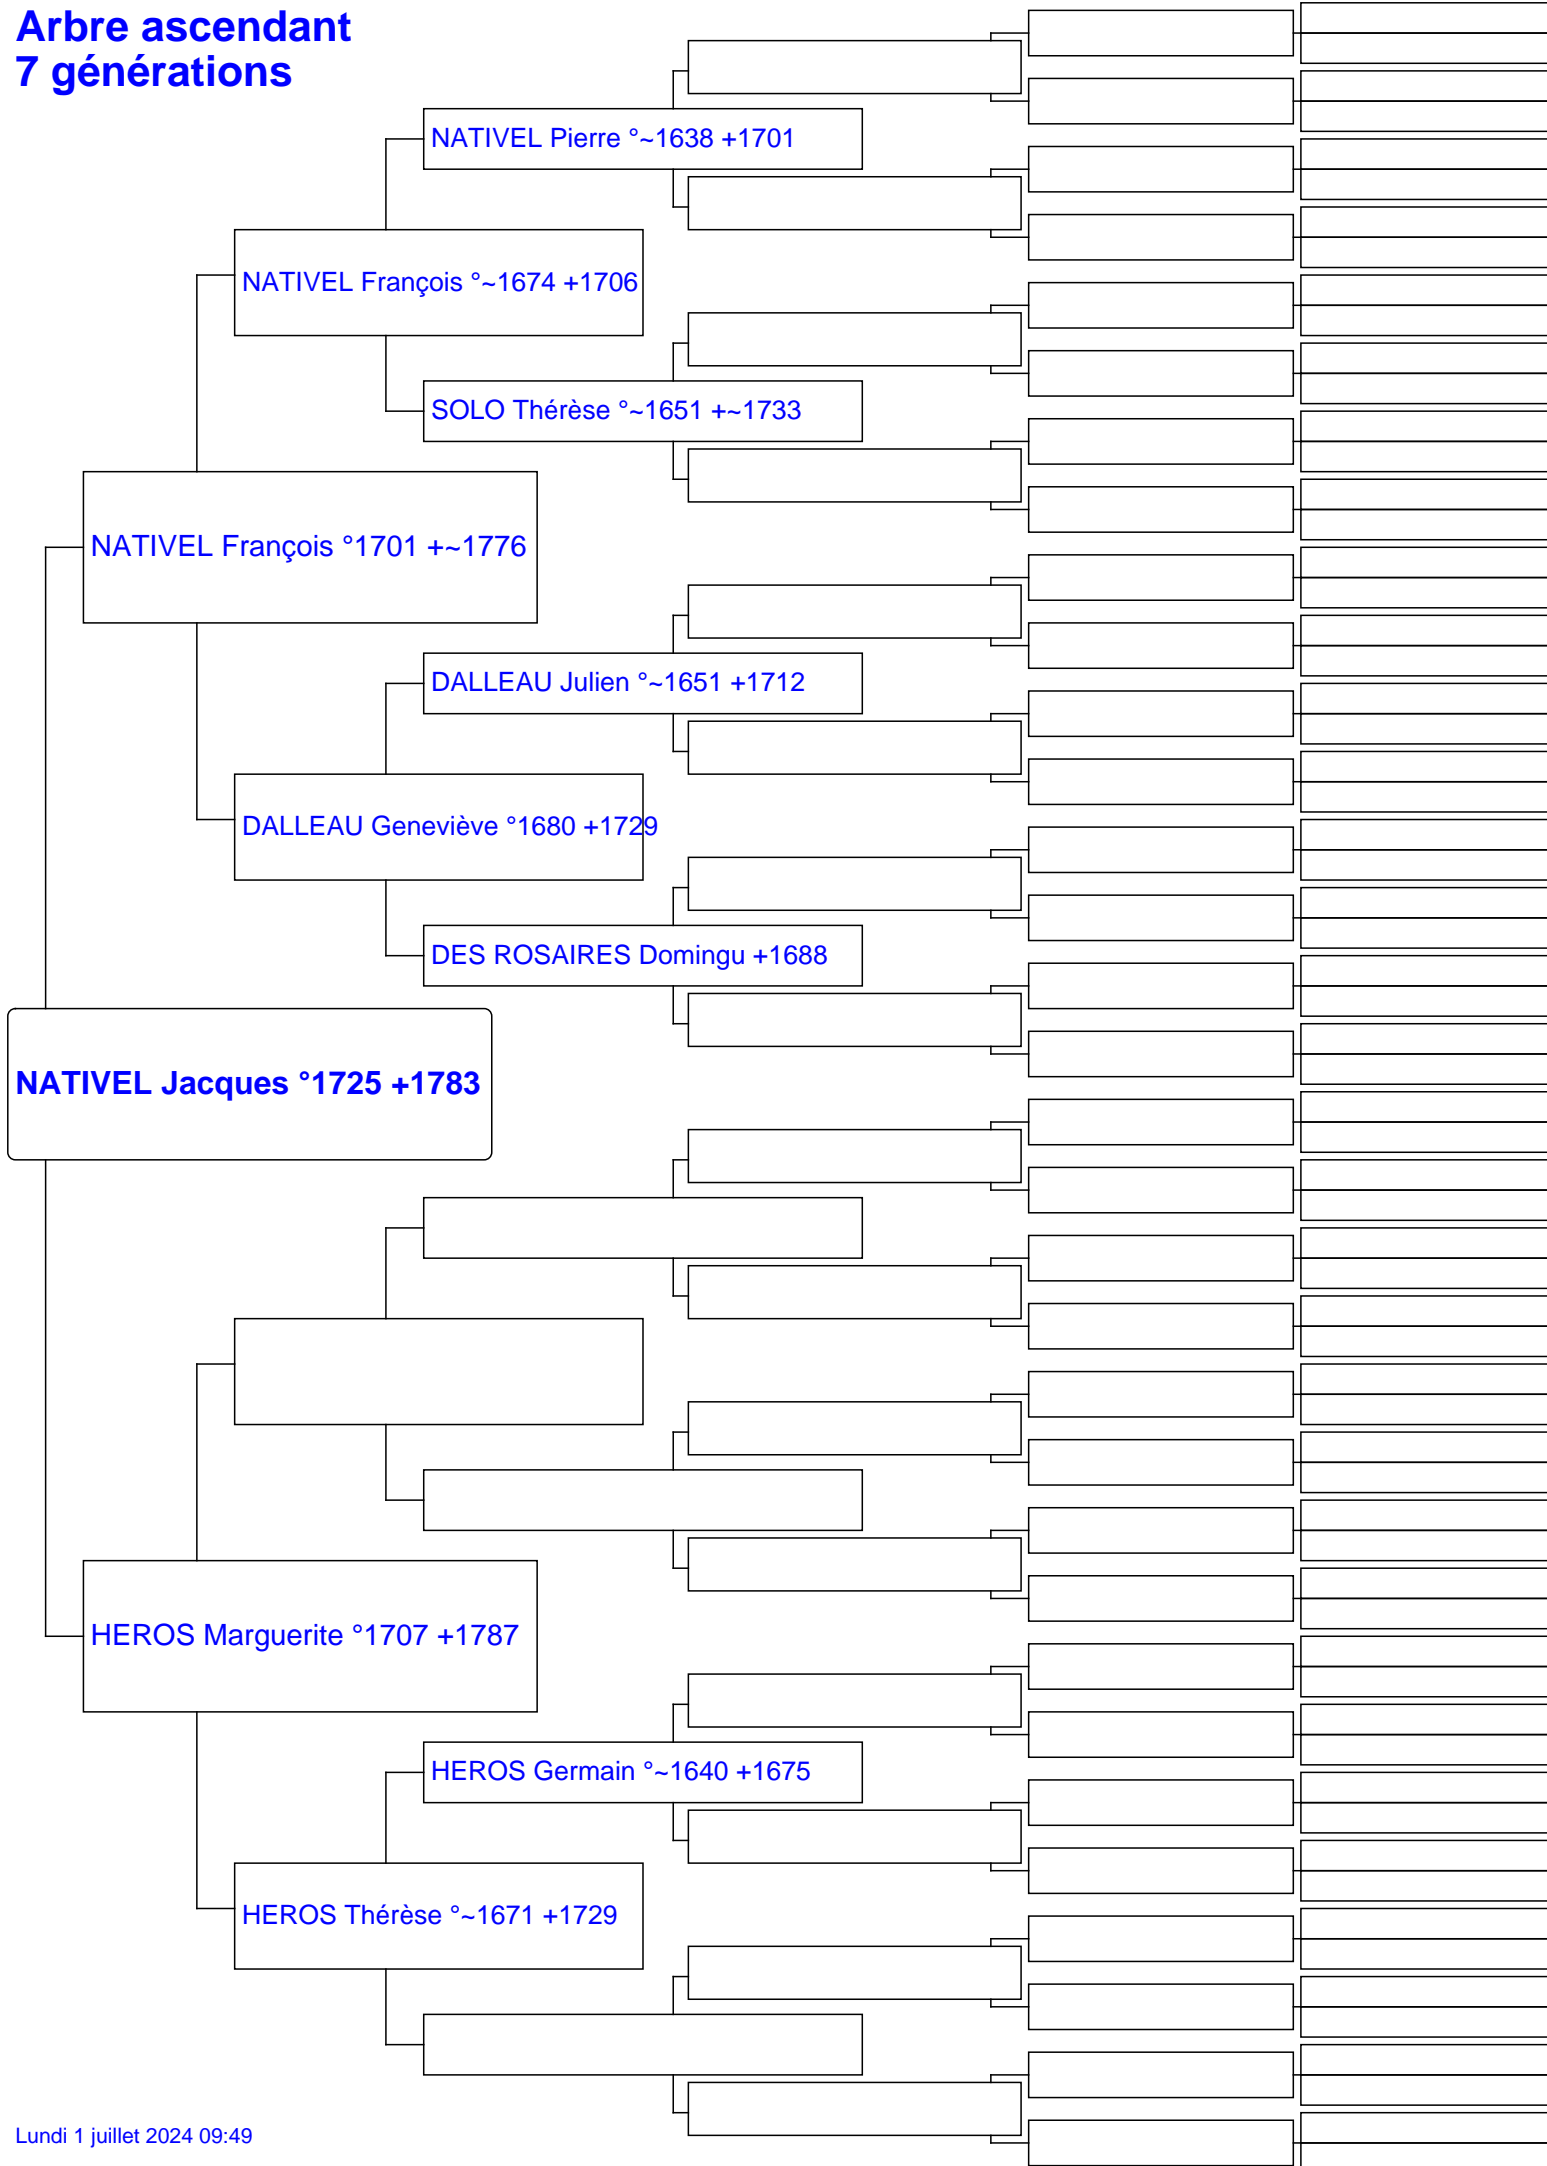 Arbre ascendant
7 générations
NATIVEL Pierre °~1638 +1701
NATIVEL François °~1674 +1706
SOLO Thérèse °~1651 +~1733
NATIVEL François °1701 +~1776
DALLEAU Julien °~1651 +1712
DALLEAU Geneviève °1680 +1729
DES ROSAIRES Domingu +1688
NATIVEL Jacques °1725 +1783
HEROS Marguerite °1707 +1787
HEROS Germain °~1640 +1675
HEROS Thérèse °~1671 +1729
Lundi 1 juillet 2024 09:49